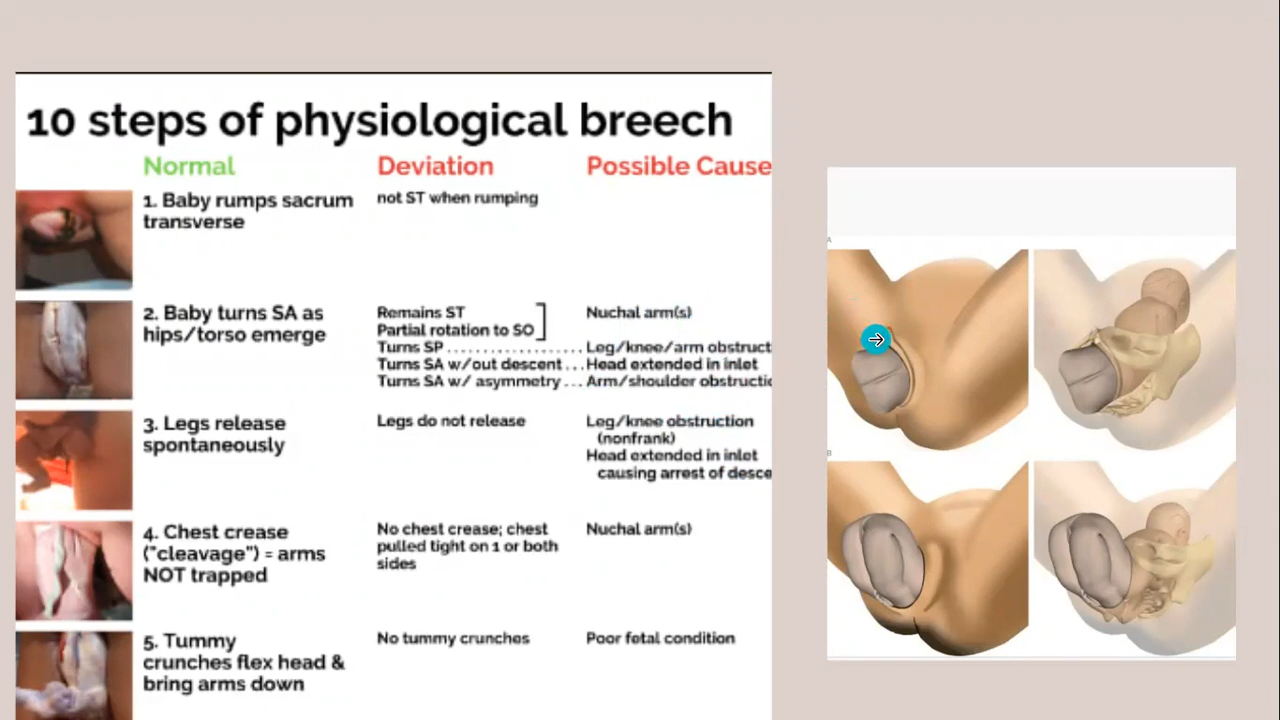 10 steps of physiological breech
Normal Deviation Possible Cause
1. Baby rumps sacrum
transverse
not ST when rumping
2. Baby turns SA as
hips/torso emerge
Remains ST
Partial rotation to SO
Nuchal arm(s)
Turns SP ....................... Leg/knee/arm obstruct
Turns SA w/out descent ... Head extended in inlet
Turns SA w/ asymmetry ... Arm/shoulder obstructio
3. Legs release
spontaneously
Legs do not release
Leg/knee obstruction
(nonfrank)
Head extended in inlet
causing arrest of desce
4. Chest crease
("cleavage") = arms
NOT trapped
No chest crease; chest
pulled tight on 1 or both
sides
Nuchal arm(s)
5. Tummy
crunches flex head &
bring arms down
No tummy crunches
Poor fetal condition
A
B